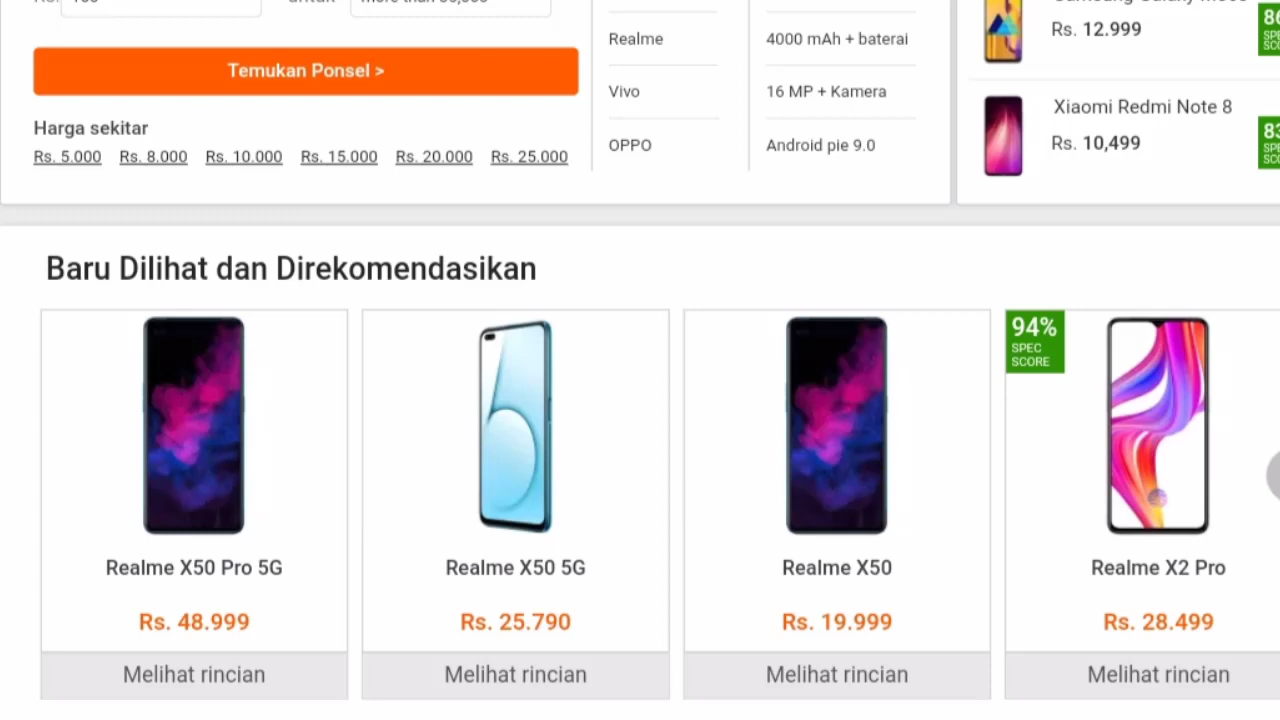 Temukan Ponsel >
Harga sekitar
Rs. 5.000 Rs. 8.000 Rs. 10.000 Rs. 15.000 Rs. 20.000 Rs. 25.000
Realme
Vivo
OPPO
4000 mAh + baterai
16 MP + Kamera
Android pie 9.0
Rs. 12.999
Xiaomi Redmi Note 8
Rs. 10,499
83
Baru Dilihat dan Direkomendasikan
Realme X50 Pro 5G
Rs. 48.999
Melihat rincian
Realme X50 5G
Rs. 25.790
Melihat rincian
Realme X50
Rs. 19.999
Melihat rincian
94%
SPEC
SCORE
Realme X2 Pro
Rs. 28.499
Melihat rincian